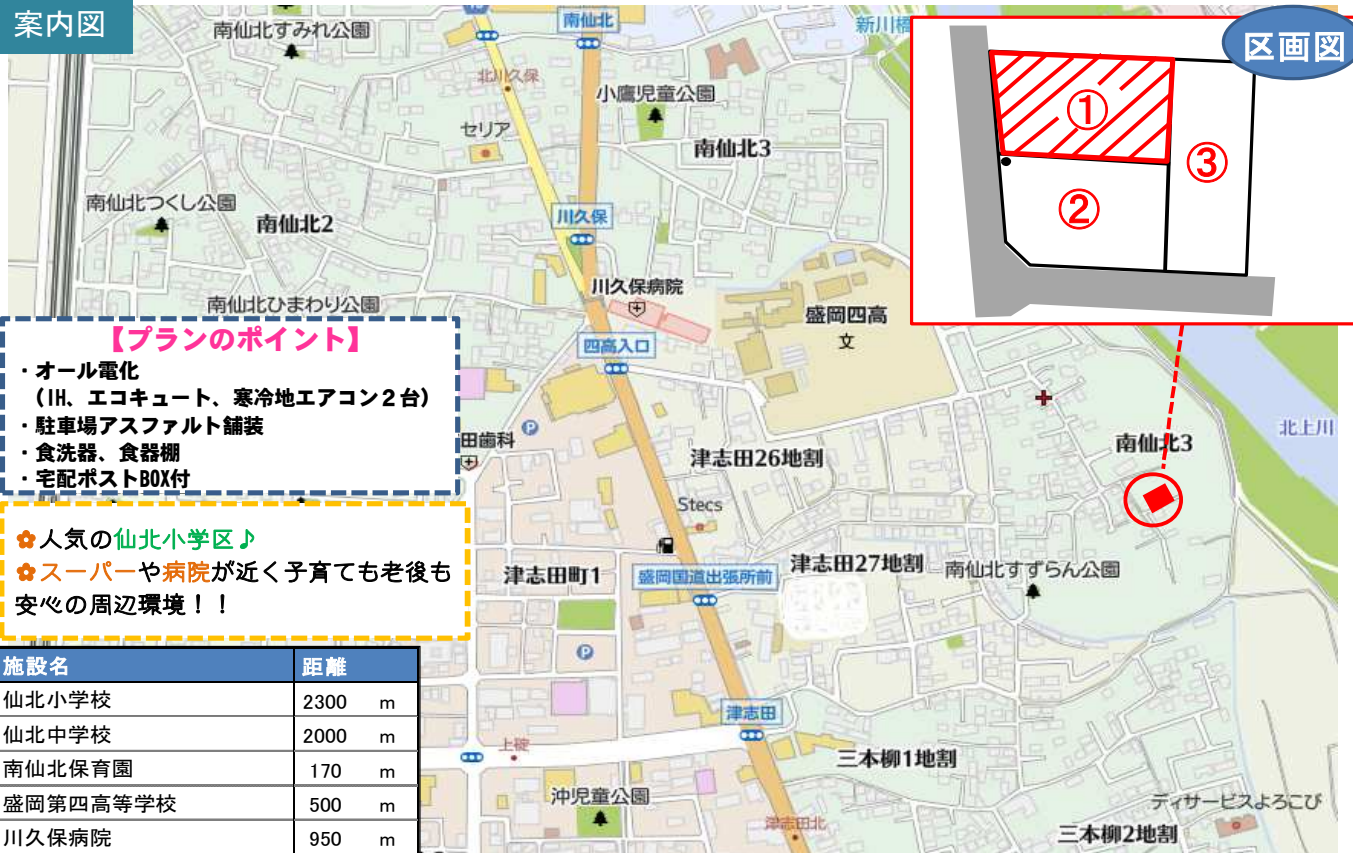 案内図
南仙北すみれ公園
南仙北
新川橋
区画図
北川久保
小鷹児童公園
セリア
南仙北3
①
②
③
南仙北つくし公園
南仙北2
川久保
南仙北ひまわり公園
川久保病院
盛岡四高
文
四高入口
【プランのポイント】
・オール電化
（IH、エコキュート、寒冷地エアコン２台）
・駐車場アスファルト舗装
・食洗器、食器棚
・宅配ポストBOX付
田歯科
P
津志田26地割
南仙北3
北上川
Stecs
人気の仙北小学区♪
スーパーや病院が近く子育ても老後も
安心の周辺環境！！
津志田町1
盛岡国道出張所前
津志田27地割
南仙北すずらん公園
P
施設名 距離
仙北小学校 2300 m
仙北中学校 2000 m
南仙北保育園 170 m
盛岡第四高等学校 500 m
川久保病院 950 m
津志田
上碇
三本柳1地割
沖児童公園
津志田北
デイサービスよろこび
三本柳2地割